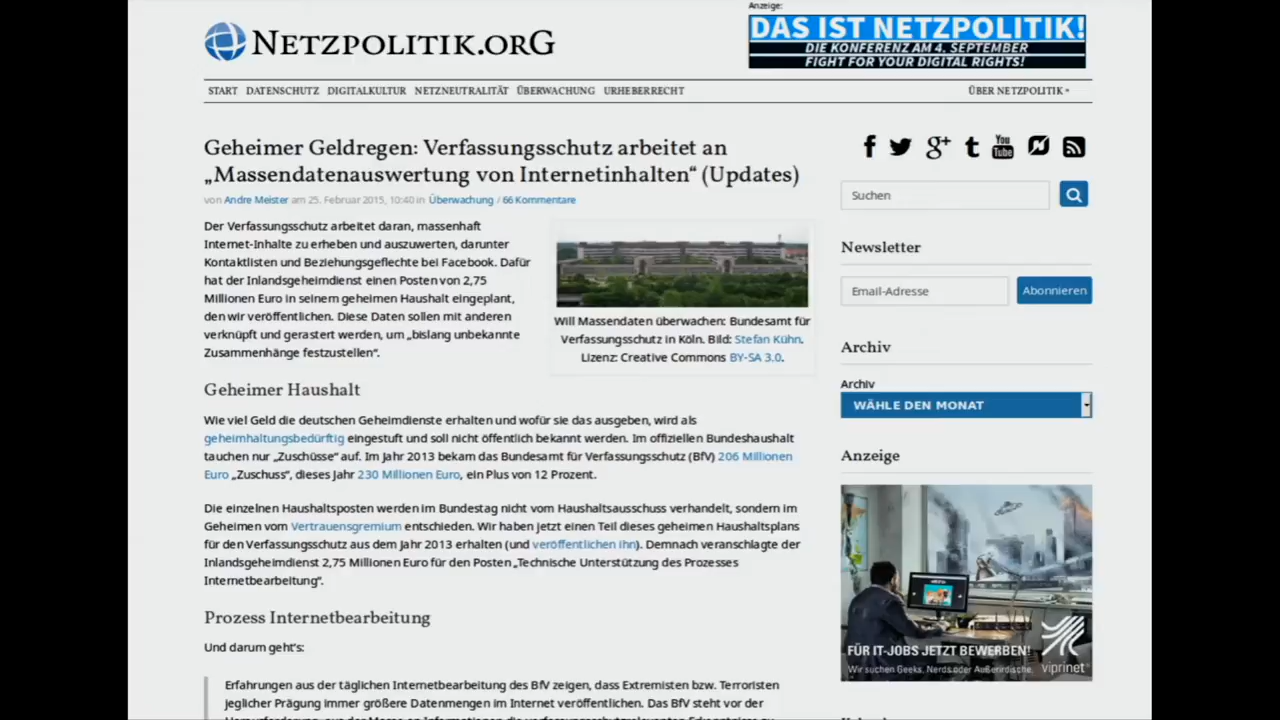 Anzeige:
NETZPOLITIK.ORG
DAS IST NETZPOLITIK!
DIE KONFERENZ AM 4. SEPTEMBER
FIGHT FOR YOUR DIGITAL RIGHTS!
START DATENSCHUTZ DIGITALKULTUR NETZNEUTRALITÄT ÜBERWACHUNG URHEBERRECHT ÜBER NETZPOLITIK
Geheimer Geldregen: Verfassungsschutz arbeitet an
„Massendatenauswertung von Internetinhalten“ (Updates)
von Andre Meister am 25. Februar 2015, 10:40 in Überwachung / 66 Kommentare
Der Verfassungsschutz arbeitet daran, massenhaft
Internet-Inhalte zu erheben und auszuwerten, darunter
Kontaktlisten und Beziehungsgeflechte bei Facebook. Dafür
hat der Inlandsgeheimdienst einen Posten von 2,75
Millionen Euro in seinem geheimen Haushalt eingeplant,
den wir veröffentlichen. Diese Daten sollen mit anderen
verknüpft und gerastert werden, um „bislang unbekannte
Zusammenhänge festzustellen“.
Will Massendaten überwachen: Bundesamt für
Verfassungsschutz in Köln. Bild: Stefan Kühn.
Lizenz: Creative Commons BY-SA 3.0.
Geheimer Haushalt
Wie viel Geld die deutschen Geheimdienste erhalten und wofür sie das ausgeben, wird als
geheimhaltungsbedürftig eingestuft und soll nicht öffentlich bekannt werden. Im offiziellen Bundeshaushalt
tauchen nur „Zuschüsse“ auf. Im Jahr 2013 bekam das Bundesamt für Verfassungsschutz (BfV) 206 Millionen
Euro „Zuschuss“, dieses Jahr 230 Millionen Euro, ein Plus von 12 Prozent.
Die einzelnen Haushaltsposten werden im Bundestag nicht vom Haushaltsausschuss verhandelt, sondern im
Geheimen vom Vertrauensgremium entschieden. Wir haben jetzt einen Teil dieses geheimen Haushaltsplans
für den Verfassungsschutz aus dem Jahr 2013 erhalten (und veröffentlichen ihn). Demnach veranschlagte der
Inlandsgeheimdienst 2,75 Millionen Euro für den Posten „Technische Unterstützung des Prozesses
Internetbearbeitung“.
Prozess Internetbearbeitung
Und darum geht's:
Erfahrungen aus der täglichen Internetbearbeitung des BfV zeigen, dass Extremisten bzw. Terroristen
jeglicher Prägung immer größere Datenmengen im Internet veröffentlichen. Das BfV steht vor der
You
Tube
Suchen
Newsletter
Email-Adresse Abonnieren
Archiv
Archiv
WÄHLE DEN MONAT
Anzeige
FÜR IT-JOBS JETZT BEWERBEN!
Wir suchen Geeks, Nerds oder Außerirdische.
viprinet